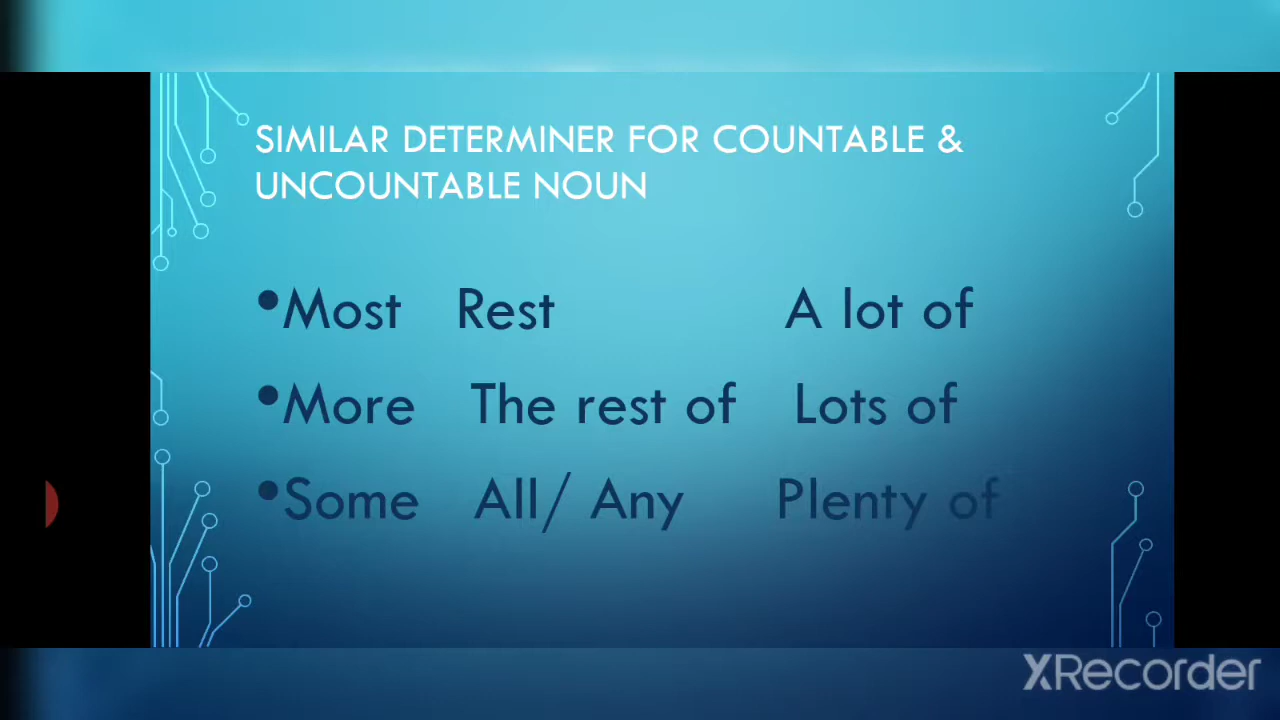 SIMILAR DETERMINER FOR COUNTABLE &
UNCOUNTABLE NOUN
•Most Rest A lot of
•More The rest of Lots of
•Some All/ Any Plenty of
XRecorder